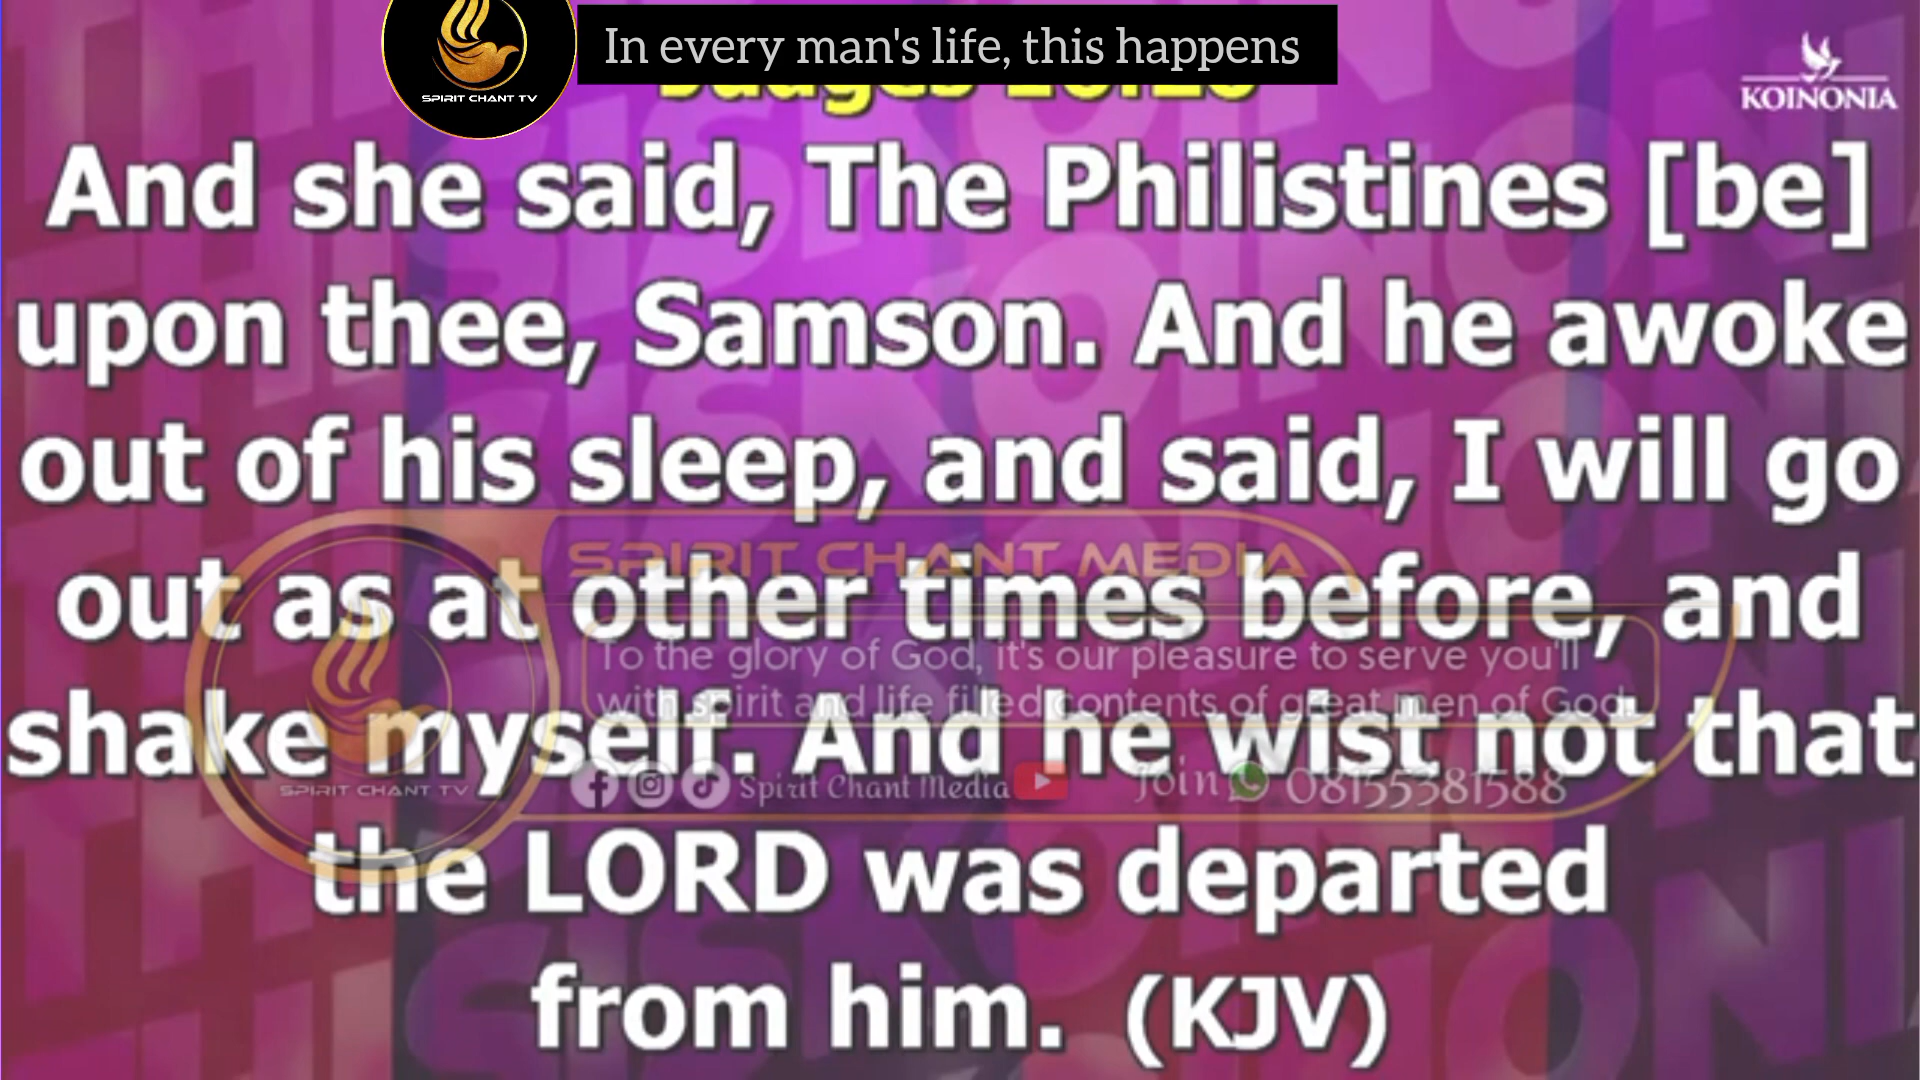 In every man's life, this happens
SPIRIT CHANT TV
KOINONIA
And she said, The Philistines [be]
upon thee, Samson. And he awoke
out of his sleep, and said, I will go
SPIRIT CHANT MEDIA
out as at other times before, and
To the glory of God, it's our pleasure to serve you'll
with spirit and life filled contents of great men of God.
shake myself. And he wist not that
SPIRIT CHANT TV
Spirit Chant Media
Join 08155381588
the LORD was departed
from him. (KJV)